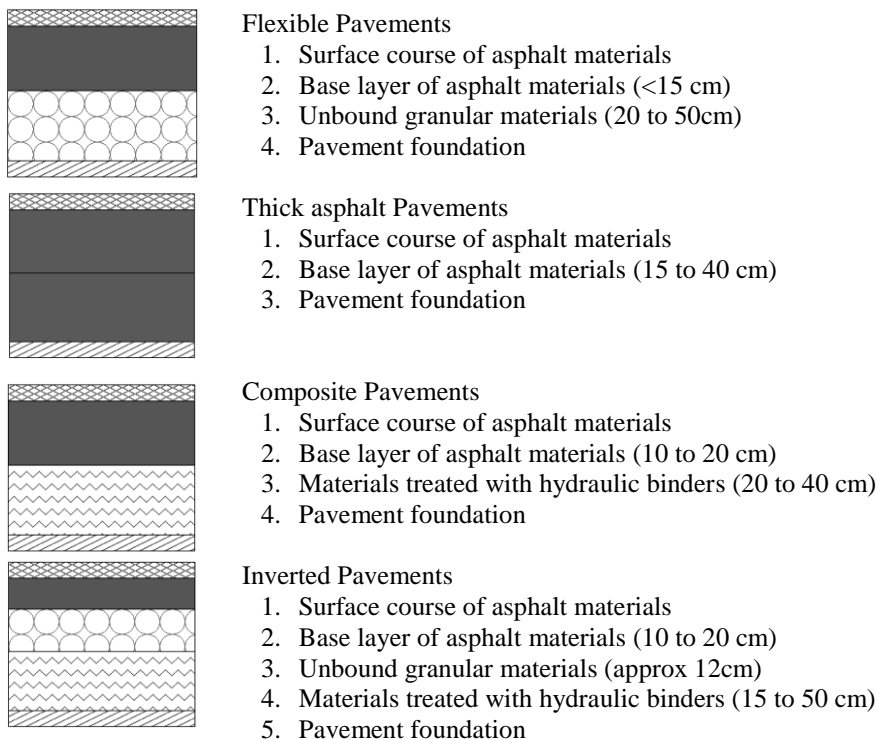 Flexible Pavements
1. Surface course of asphalt materials
2. Base layer of asphalt materials (<15 cm)
3. Unbound granular materials (20 to 50cm)
4. Pavement foundation
Thick asphalt Pavements
1. Surface course of asphalt materials
2. Base layer of asphalt materials (15 to 40 cm)
3. Pavement foundation
Composite Pavements
1. Surface course of asphalt materials
2. Base layer of asphalt materials (10 to 20 cm)
3. Materials treated with hydraulic binders (20 to 40 cm)
4. Pavement foundation
Inverted Pavements
1. Surface course of asphalt materials
2. Base layer of asphalt materials (10 to 20 cm)
3. Unbound granular materials (approx 12cm)
4. Materials treated with hydraulic binders (15 to 50 cm)
5. Pavement foundation